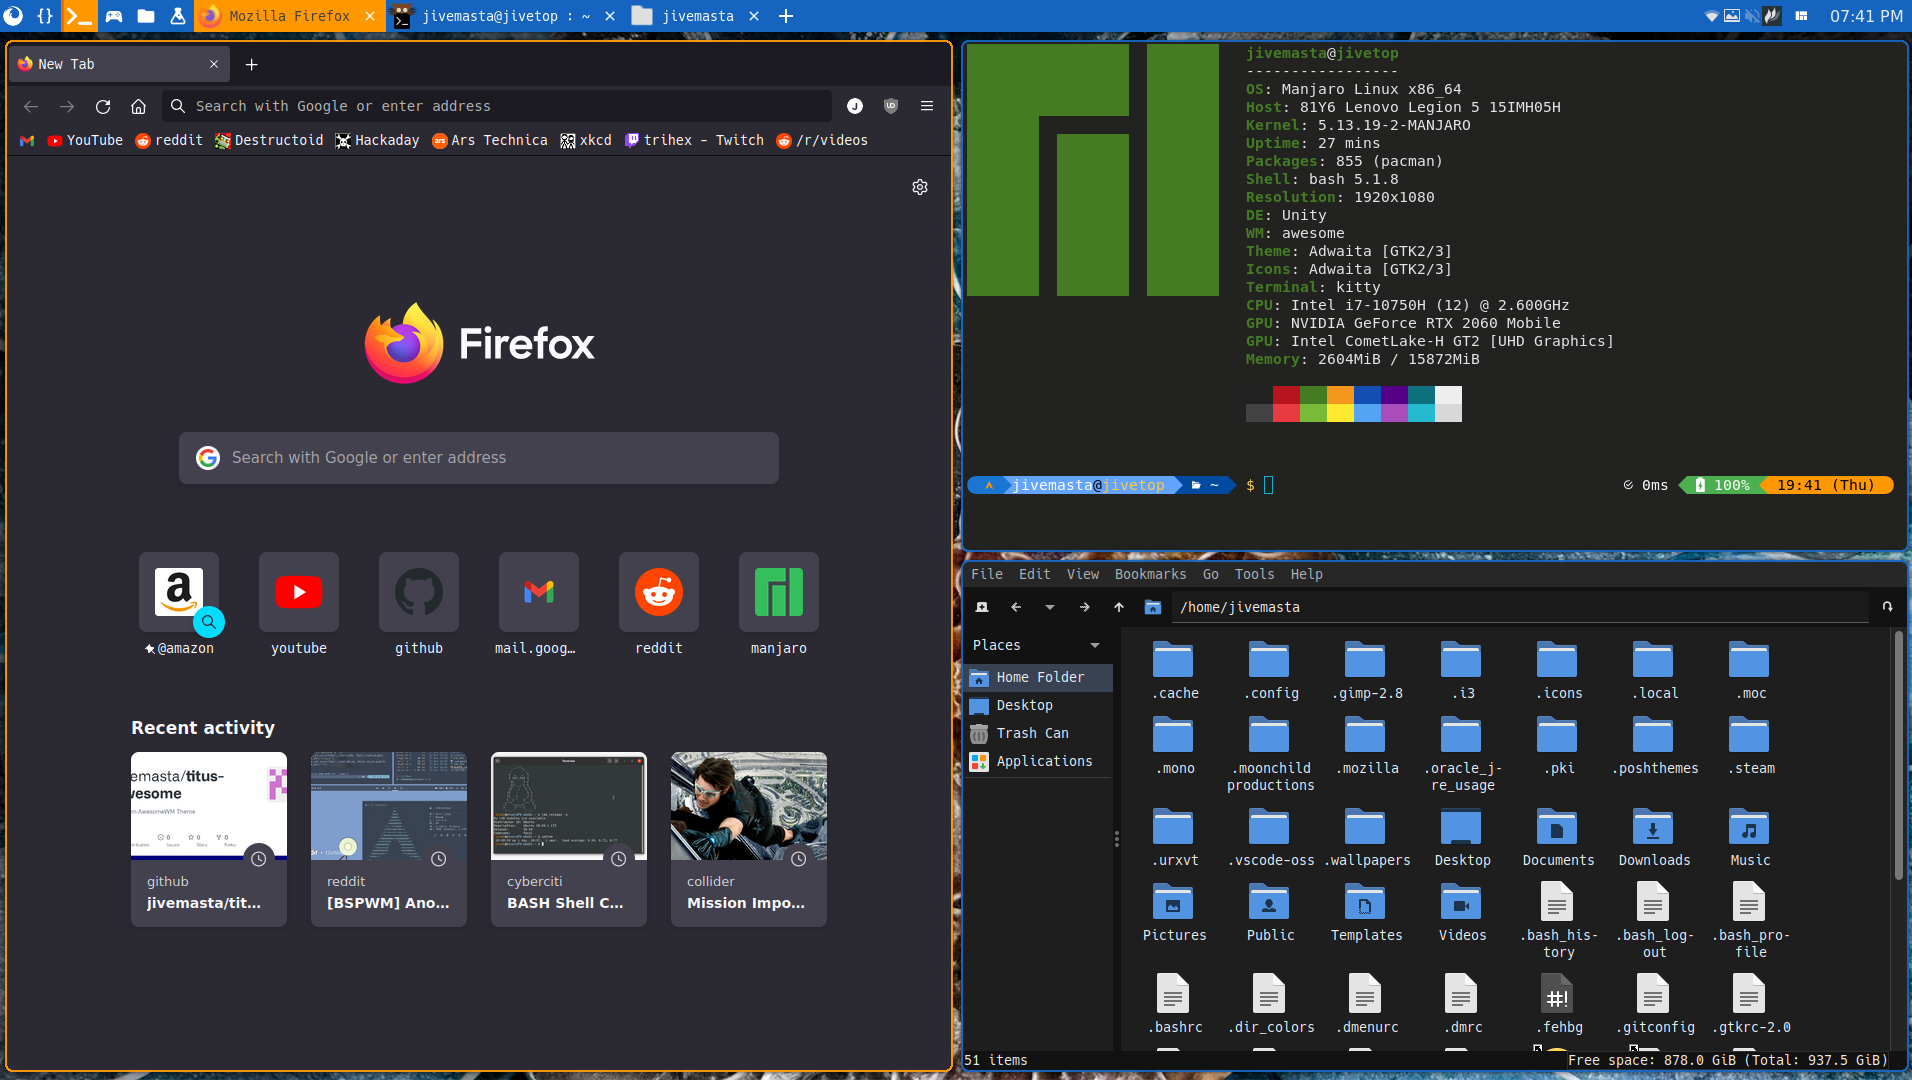 Mozilla Firefox
jivemasta@jivetop : ~
jivemasta
07:41 PM
New Tab
Search with Google or enter address
J
YouTube
reddit
Destructoid
Hackaday
Ars Technica
xkcd
trihex - Twitch
/r/videos
Firefox
Search with Google or enter address
@amazon
youtube
github
mail.goog…
reddit
manjaro
Recent activity
emasta/titus-
wesome
github
jivemasta/tit…
reddit
[BSPWM] Ano…
cyberciti
BASH Shell C…
collider
Mission Impo…
jivemasta@jivetop
-----------------
OS: Manjaro Linux x86_64
Host: 81Y6 Lenovo Legion 5 15IMH05H
Kernel: 5.13.19-2-MANJARO
Uptime: 27 mins
Packages: 855 (pacman)
Shell: bash 5.1.8
Resolution: 1920x1080
DE: Unity
WM: awesome
Theme: Adwaita [GTK2/3]
Icons: Adwaita [GTK2/3]
Terminal: kitty
CPU: Intel i7-10750H (12) @ 2.600GHz
GPU: NVIDIA GeForce RTX 2060 Mobile
GPU: Intel CometLake-H GT2 [UHD Graphics]
Memory: 2604MiB / 15872MiB
jivemasta@jivetop ~ $ 0ms 100% 19:41 (Thu)
File Edit View Bookmarks Go Tools Help
/home/jivemasta
Places
Home Folder
Desktop
Trash Can
Applications
.cache
.config
.gimp-2.8
.i3
.icons
.local
.moc
.mono
.moonchild
productions
.mozilla
.oracle_j-
re_usage
.pki
.poshthemes
.steam
.urxvt
.vscode-oss
.wallpapers
Desktop
Documents
Downloads
Music
Pictures
Public
Templates
Videos
.bash_his-
tory
.bash_log-
out
.bash_pro-
file
.bashrc
.dir_colors
.dmenurc
.dmrc
.fehbg
.gitconfig
.gtkrc-2.0
51 items
Free space: 878.0 GiB (Total: 937.5 GiB)